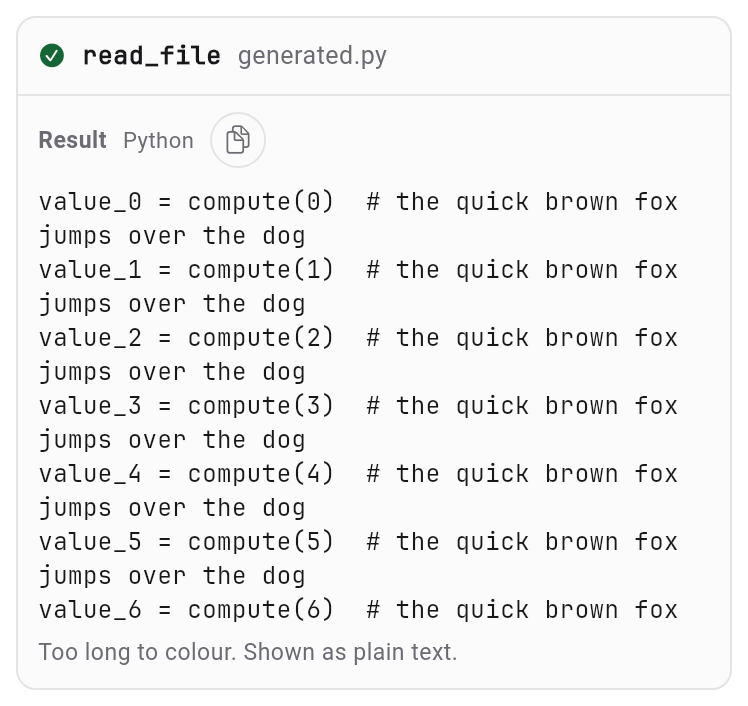 read_file generated.py
Result Python
value_0 = compute(0)  # the quick brown fox
jumps over the dog
value_1 = compute(1)  # the quick brown fox
jumps over the dog
value_2 = compute(2)  # the quick brown fox
jumps over the dog
value_3 = compute(3)  # the quick brown fox
jumps over the dog
value_4 = compute(4)  # the quick brown fox
jumps over the dog
value_5 = compute(5)  # the quick brown fox
jumps over the dog
value_6 = compute(6)  # the quick brown fox
Too long to colour. Shown as plain text.